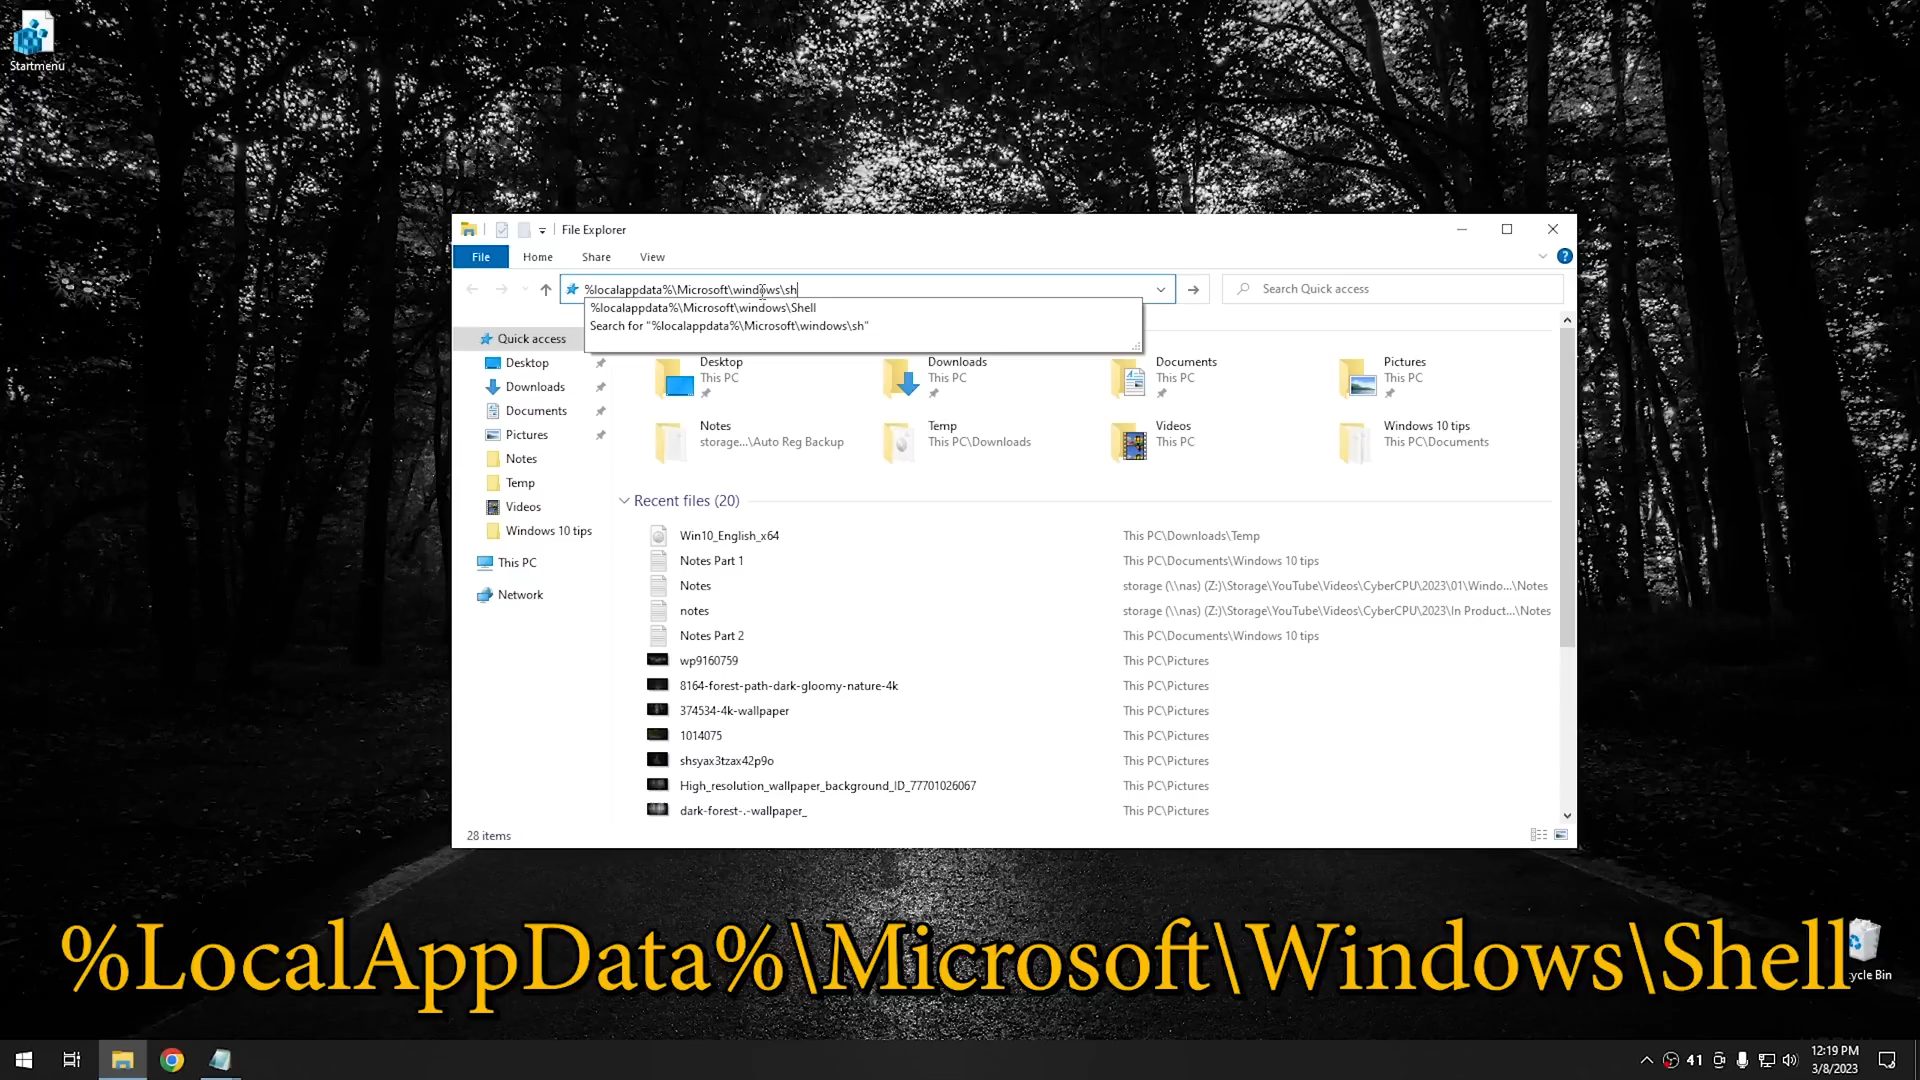 Startmenu
File Explorer
File
Home
Share
View
%localappdata%\Microsoft\windows\sh
Search Quick access
%localappdata%\Microsoft\windows\Shell
Search for "%localappdata%\Microsoft\windows\sh"
Quick access
Desktop
Downloads
Documents
Pictures
Notes
Temp
Videos
Windows 10 tips
This PC
Network
Desktop
This PC
Downloads
This PC
Documents
This PC
Pictures
This PC
Notes
storage...\Auto Reg Backup
Temp
This PC\Downloads
Videos
This PC
Windows 10 tips
This PC\Documents
Recent files (20)
Win10_English_x64 This PC\Downloads\Temp
Notes Part 1 This PC\Documents\Windows 10 tips
Notes storage (\\nas) (Z:)\Storage\YouTube\Videos\CyberCPU\2023\01\Windo...\Notes
notes storage (\\nas) (Z:)\Storage\YouTube\Videos\CyberCPU\2023\In Product...\Notes
Notes Part 2 This PC\Documents\Windows 10 tips
wp9160759 This PC\Pictures
8164-forest-path-dark-gloomy-nature-4k This PC\Pictures
374534-4k-wallpaper This PC\Pictures
1014075 This PC\Pictures
shsyax3tzax42p9o This PC\Pictures
High_resolution_wallpaper_background_ID_77701026067 This PC\Pictures
dark-forest-.-wallpaper_ This PC\Pictures
28 items
%LocalAppData%\Microsoft\Windows\Shell
cycle Bin
41
12:19 PM
3/8/2023